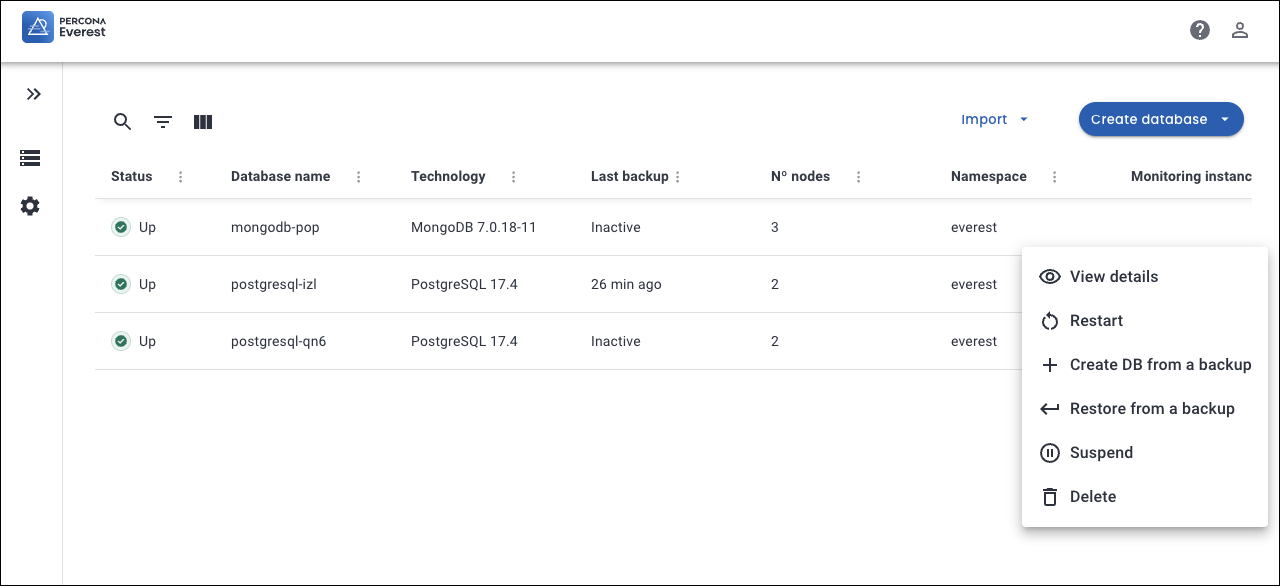 PERCONA
Everest
Import
Create database
Status Database name Technology Last backup Nº nodes Namespace Monitoring instanc
Up mongodb-pop MongoDB 7.0.18-11 Inactive 3 everest
Up postgresql-izl PostgreSQL 17.4 26 min ago 2 everest
Up postgresql-qn6 PostgreSQL 17.4 Inactive 2 everest
View details
Restart
Create DB from a backup
Restore from a backup
Suspend
Delete